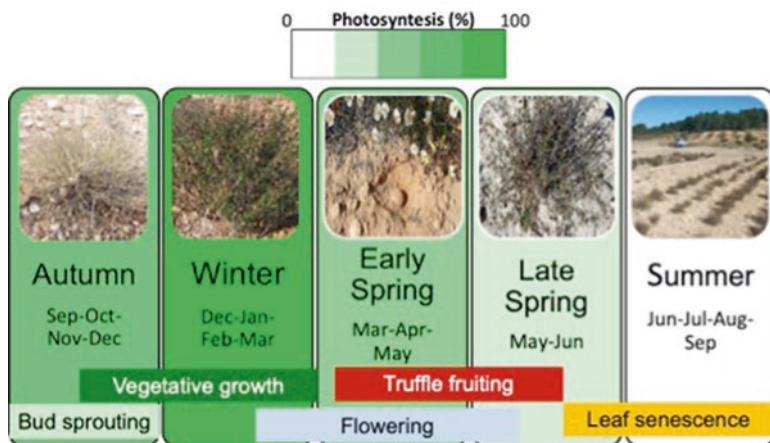 0 Photosyntesis (%) 100
Autumn
Sep-Oct-
Nov-Dec
Winter
Dec-Jan-
Feb-Mar
Early
Spring
Mar-Apr-
May
Late
Spring
May-Jun
Summer
Jun-Jul-Aug-
Sep
Vegetative growth
Truffle fruiting
Bud sprouting
Flowering
Leaf senescence